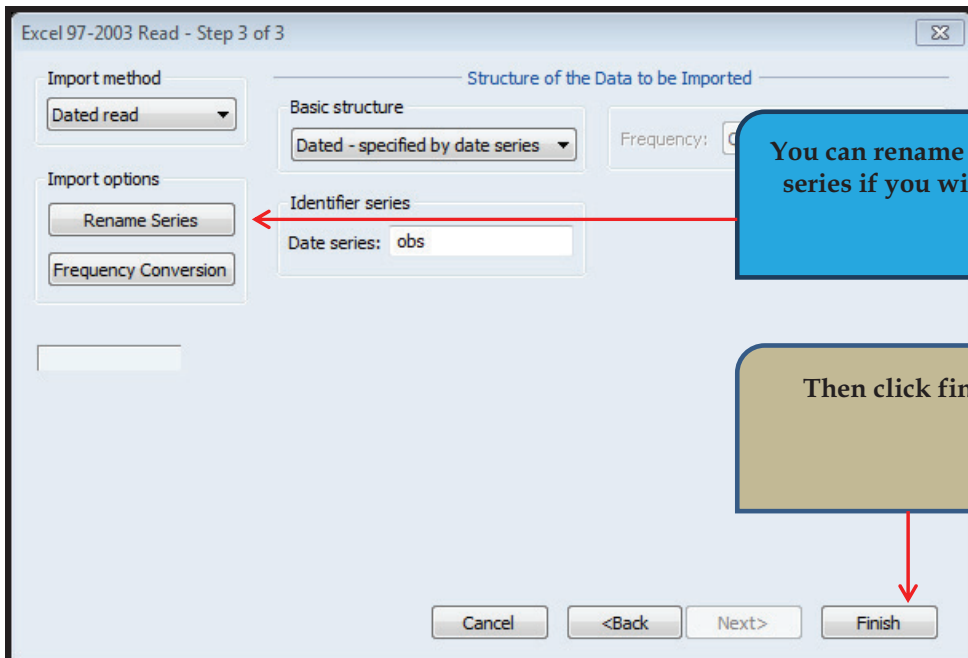 Excel 97-2003 Read - Step 3 of 3
Import method
Structure of the Data to be Imported
Dated read
Basic structure
Dated - specified by date series
Frequency:
You can rename
series if you
Import options
Rename Series
Frequency Conversion
Identifier series
Date series: obs
Then click
Cancel
<Back
Next>
Finish